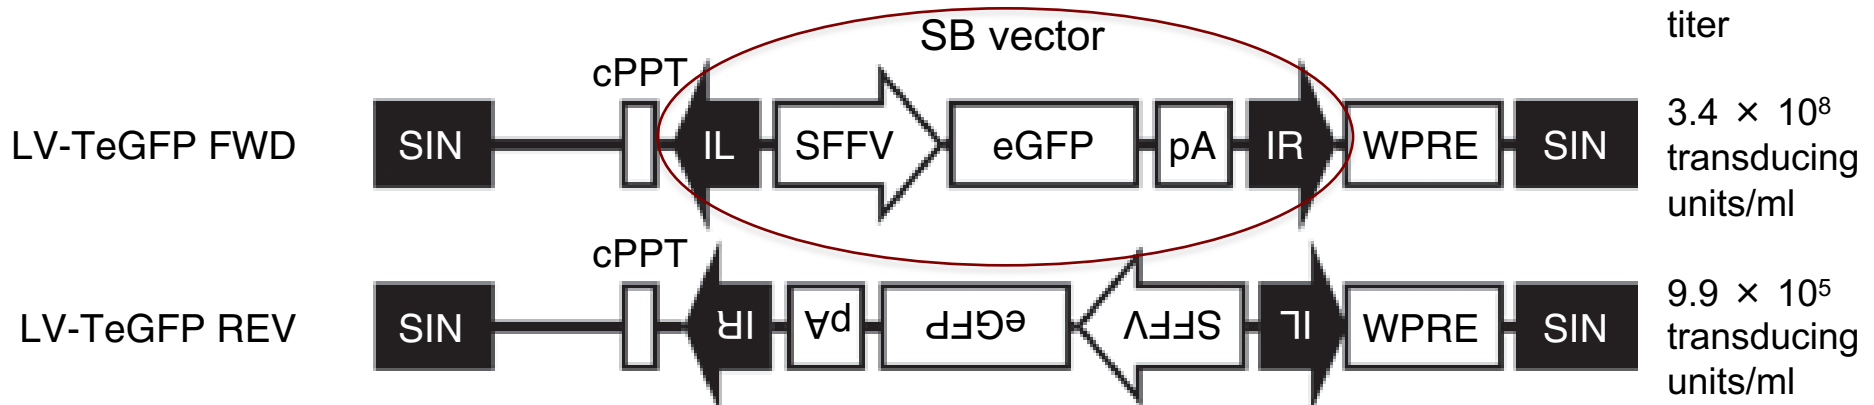 SB vector
titer
cPPT
LV-TeGFP FWD SIN IL SFFV eGFP pA IR WPRE SIN
3.4 × 10⁸
transducing
units/ml
cPPT
LV-TeGFP REV SIN IR pA eGFP SFFV IL WPRE SIN
9.9 × 10⁵
transducing
units/ml